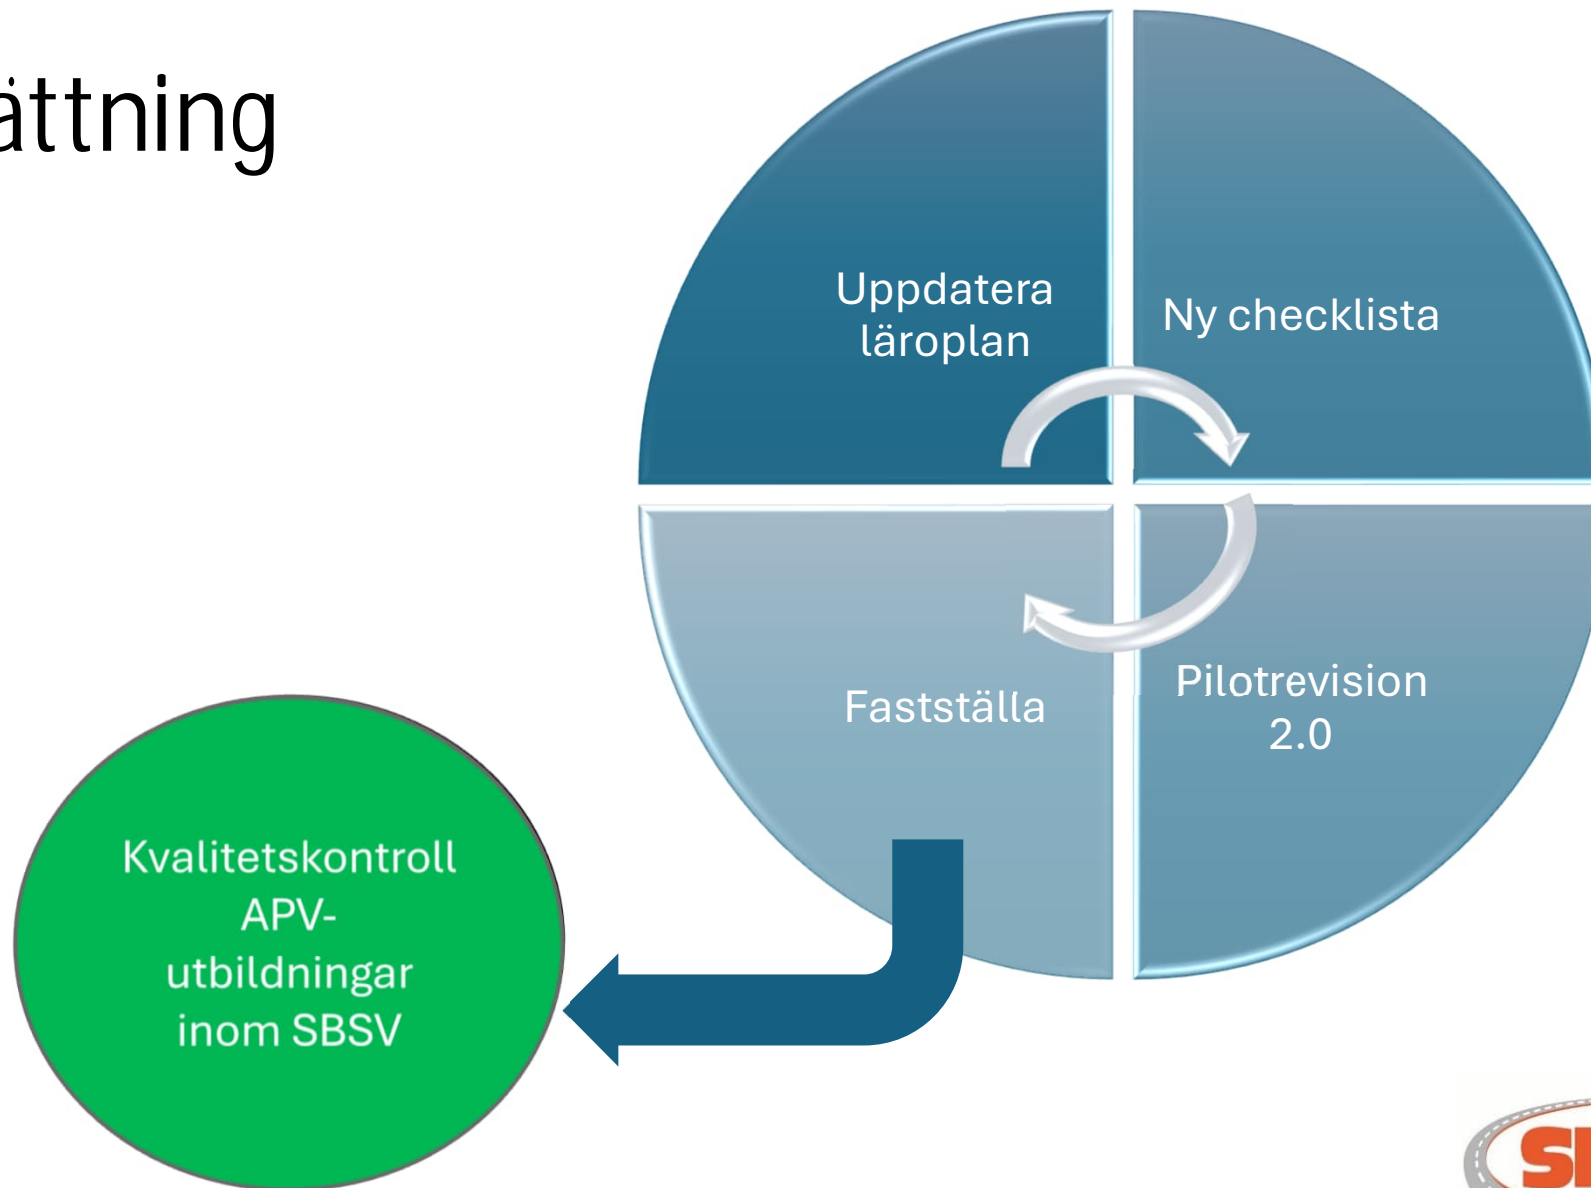 ättning
Uppdatera
läroplan
Ny checklista
Fastställa
Pilotrevision
2.0
Kvalitetskontroll
APV-
utbildningar
inom SBSV